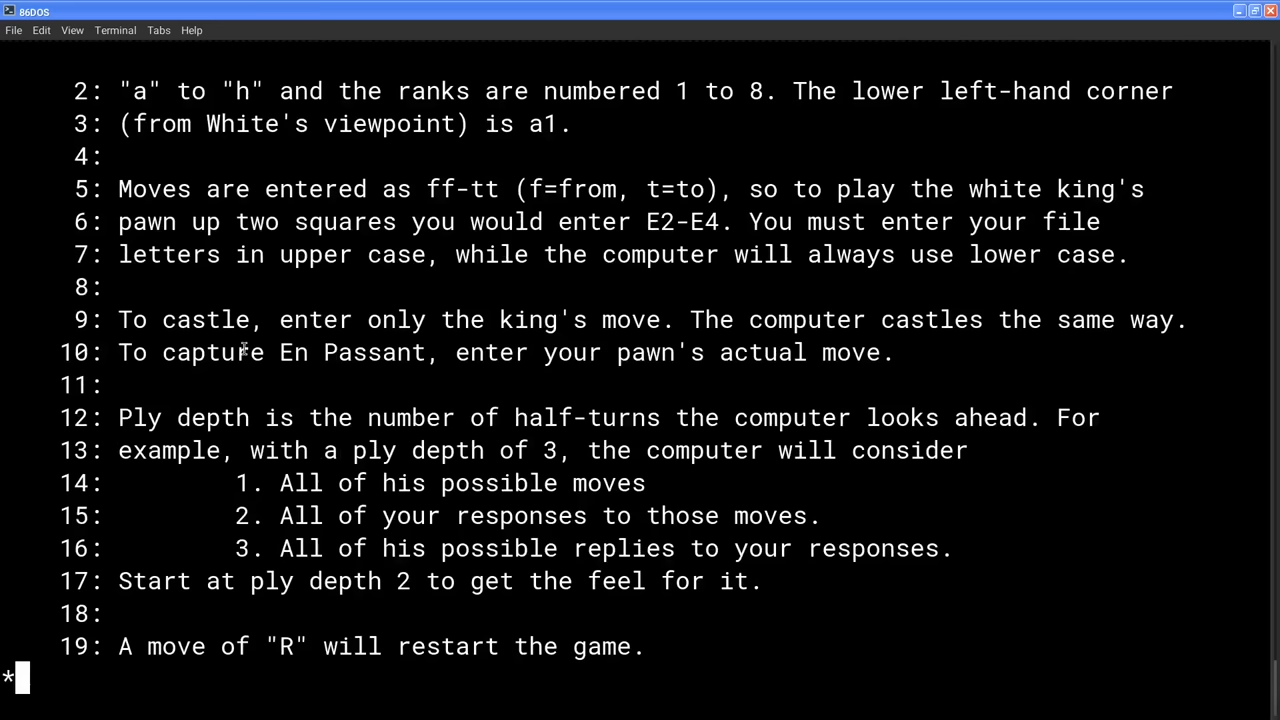 86DOS
File Edit View Terminal Tabs Help
2: "a" to "h" and the ranks are numbered 1 to 8. The lower left-hand corner
3: (from White's viewpoint) is a1.
4:
5: Moves are entered as ff-tt (f=from, t=to), so to play the white king's
6: pawn up two squares you would enter E2-E4. You must enter your file
7: letters in upper case, while the computer will always use lower case.
8:
9: To castle, enter only the king's move. The computer castles the same way.
10: To capture En Passant, enter your pawn's actual move.
11:
12: Ply depth is the number of half-turns the computer looks ahead. For
13: example, with a ply depth of 3, the computer will consider
14: 1. All of his possible moves
15: 2. All of your responses to those moves.
16: 3. All of his possible replies to your responses.
17: Start at ply depth 2 to get the feel for it.
18:
19: A move of "R" will restart the game.
*